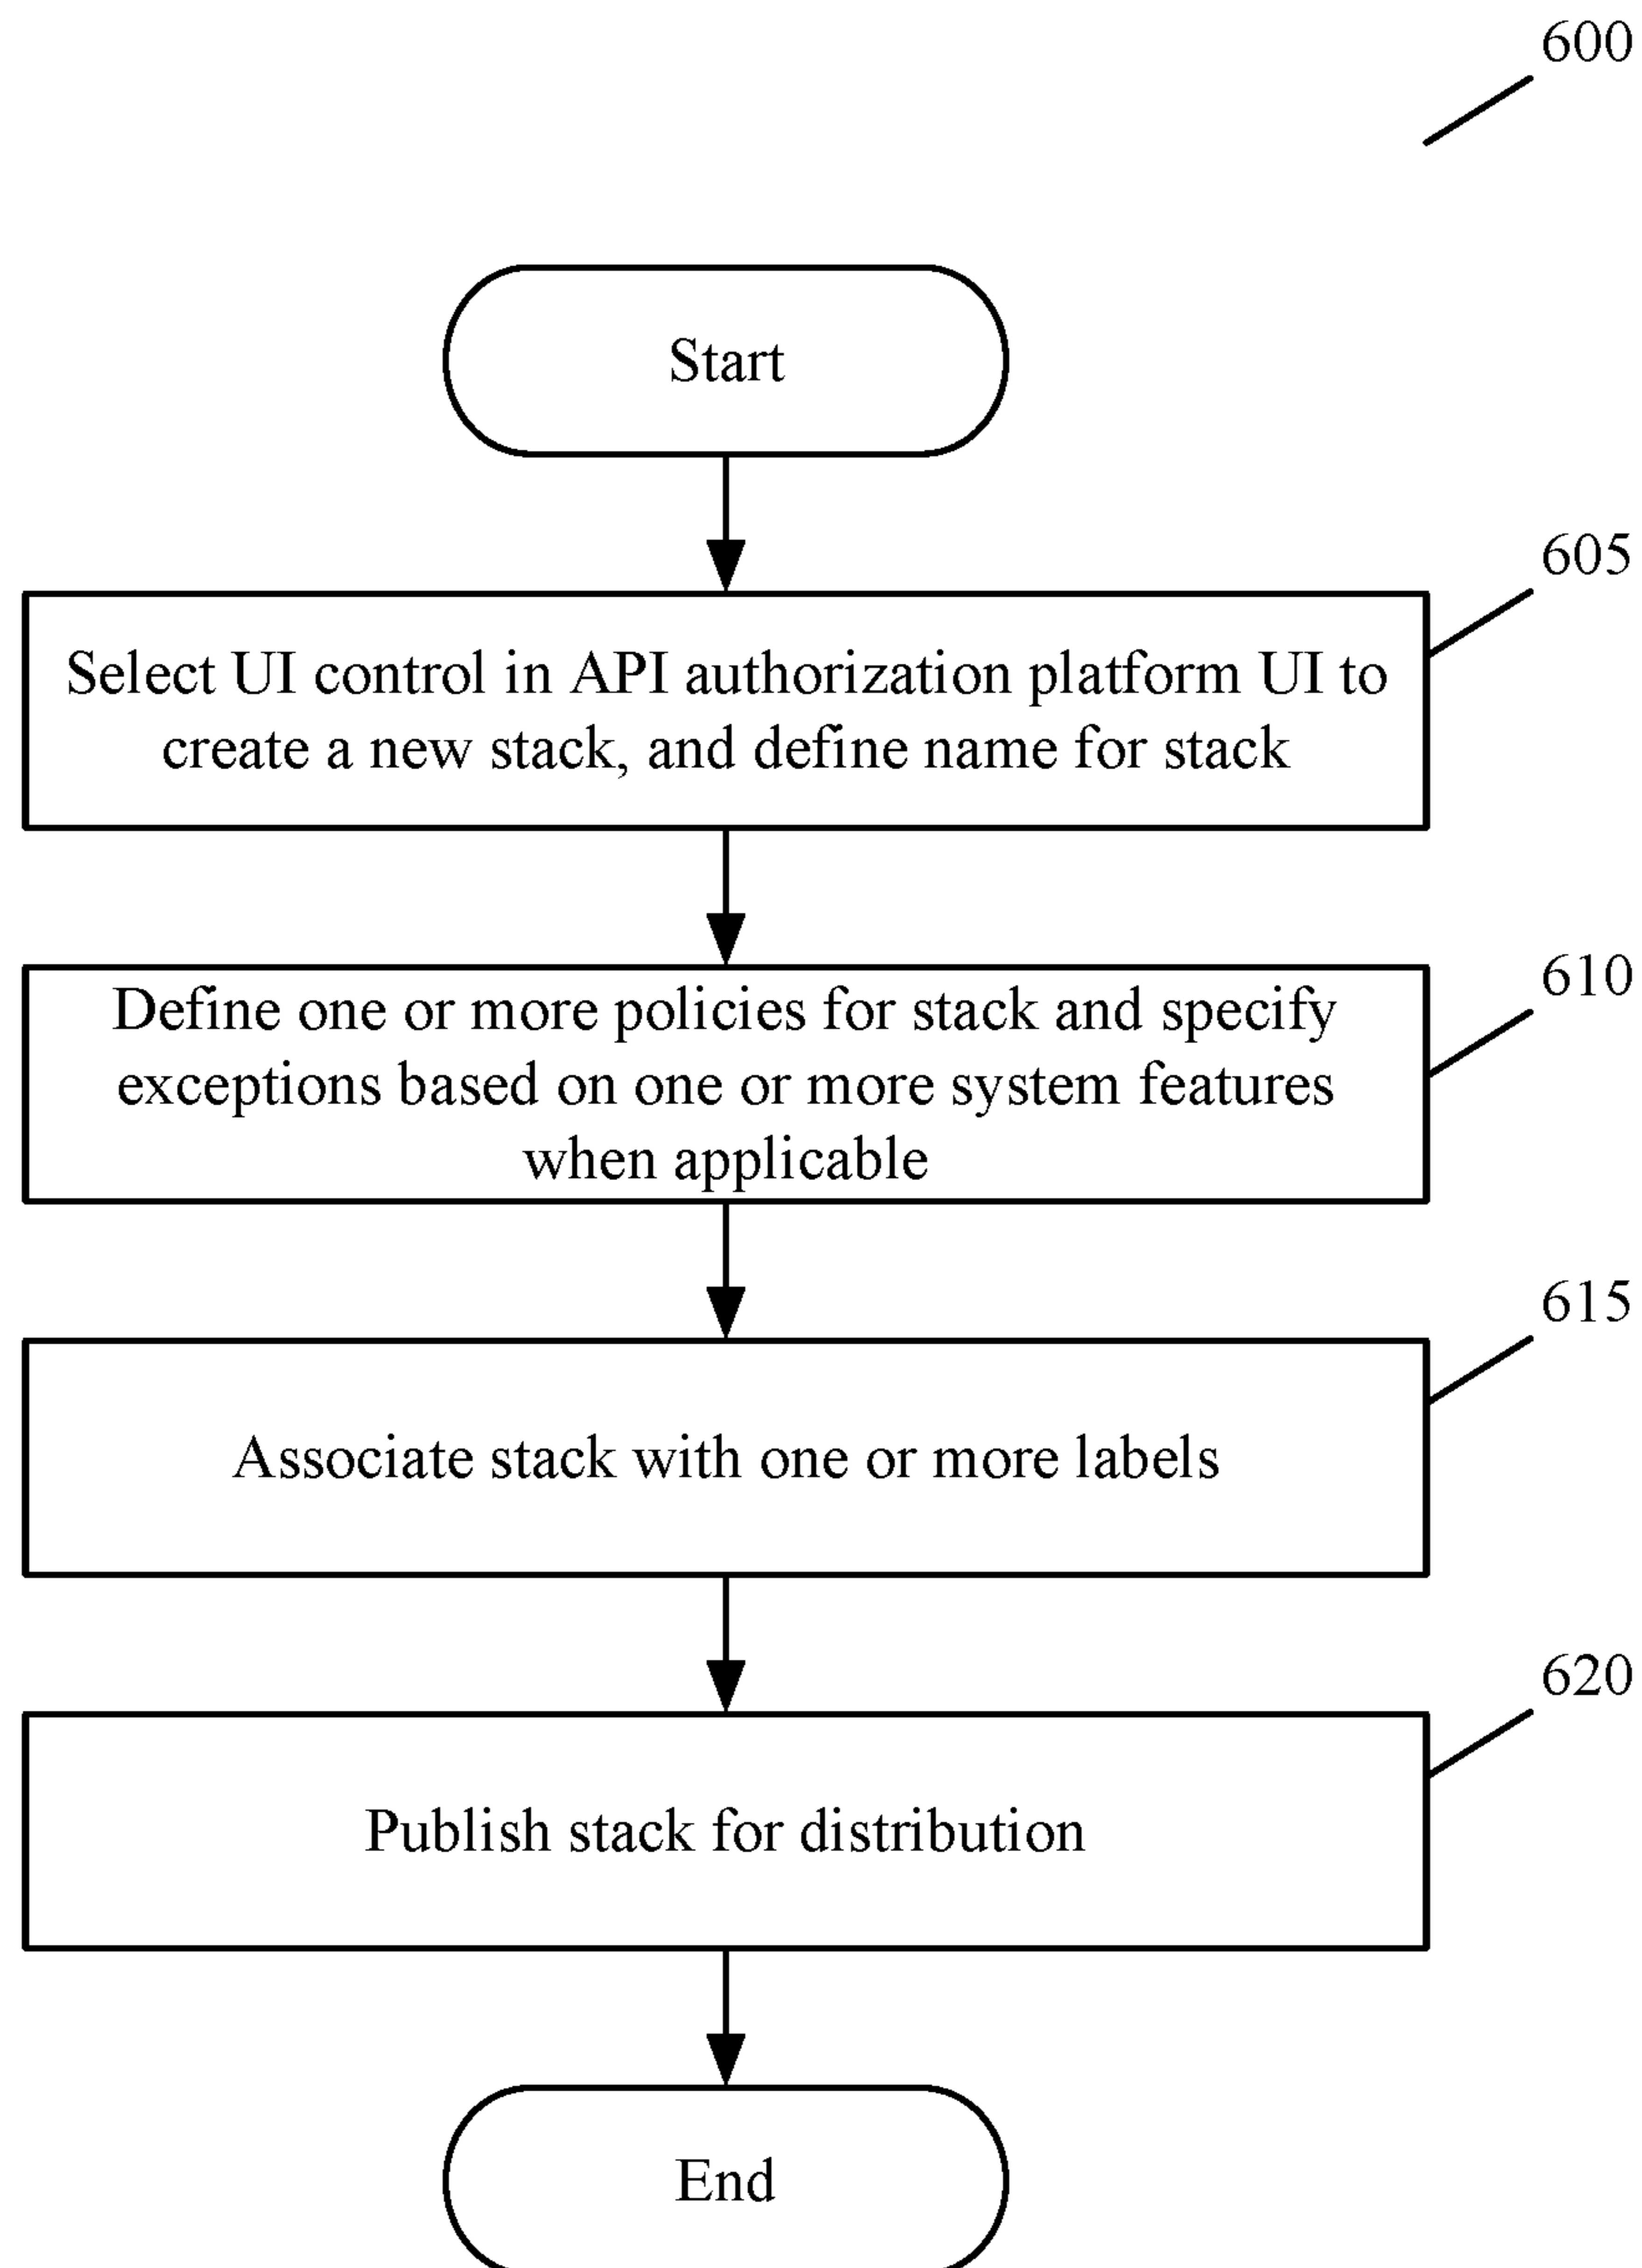 600
Start
605
Select UI control in API authorization platform UI to
create a new stack, and define name for stack
610
Define one or more policies for stack and specify
exceptions based on one or more system features
when applicable
615
Associate stack with one or more labels
620
Publish stack for distribution
End